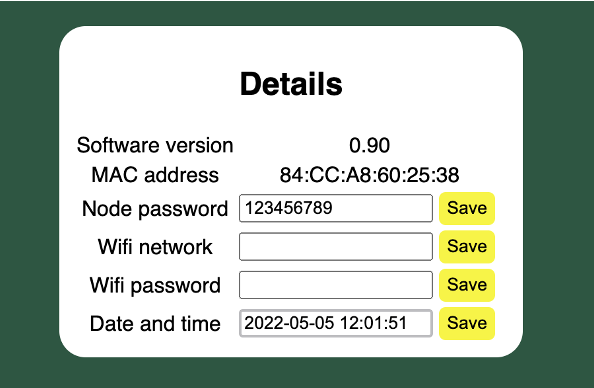 Details
Software version 0.90
MAC address 84:CC:A8:60:25:38
Node password 123456789 Save
Wifi network Save
Wifi password Save
Date and time 2022-05-05 12:01:51 Save